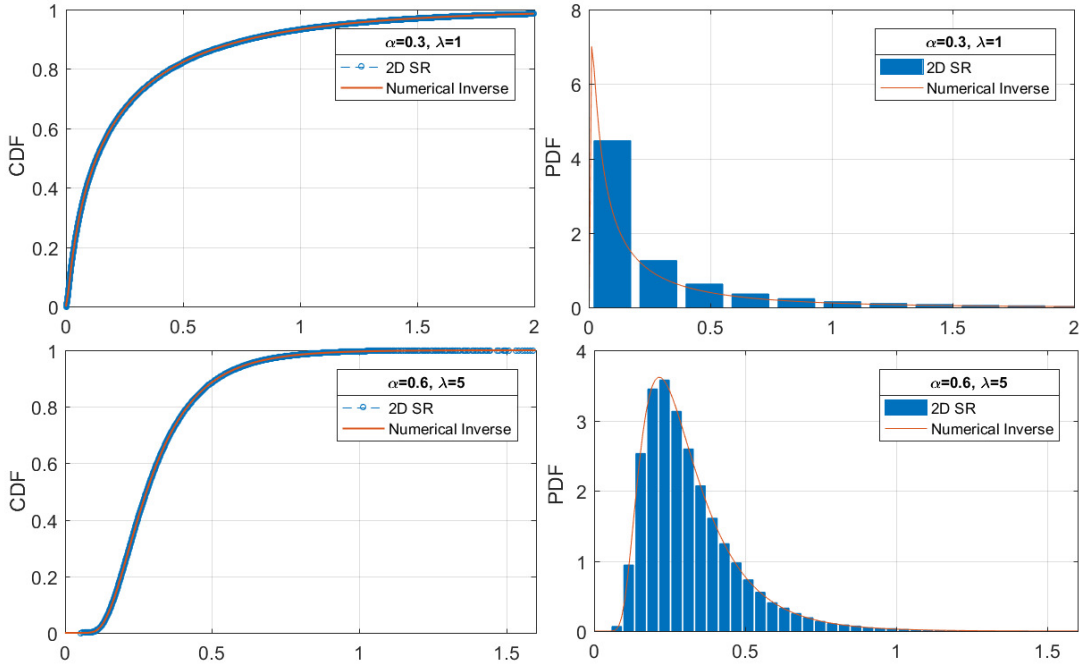 1
0.8
0.6
0.4
0.2
0
CDF
0
0.5
1
1.5
2
α=0.3, λ=1
2D SR
Numerical Inverse
8
6
4
2
0
PDF
0
0.5
1
1.5
2
α=0.3, λ=1
2D SR
Numerical Inverse
1
0.8
0.6
0.4
0.2
0
CDF
0
0.5
1
1.5
α=0.6, λ=5
2D SR
Numerical Inverse
4
3
2
1
0
PDF
0
0.5
1
1.5
α=0.6, λ=5
2D SR
Numerical Inverse